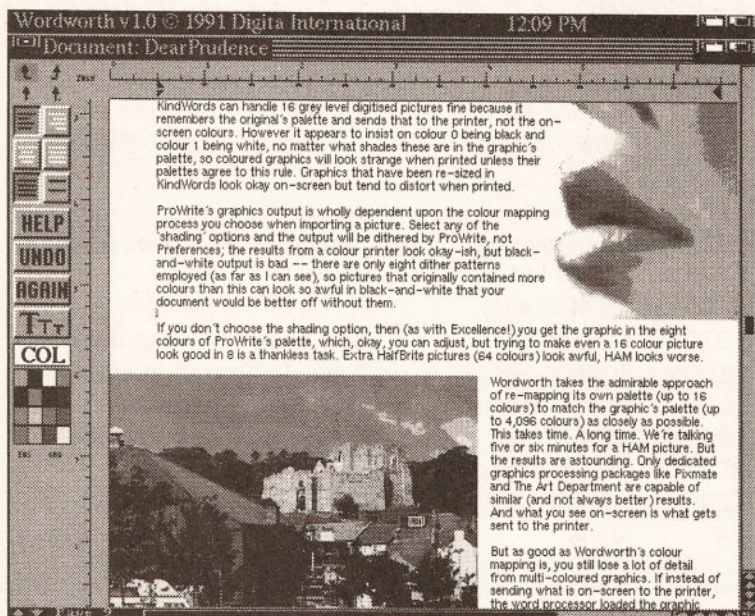 Wordworth v 1.0 © 1991 Digita International 12:09 PM
Document: DearPrudence
KindWords can handle 16 grey level digitised pictures fine because it
remembers the original's palette and sends that to the printer, not the on-
screen colours. However it appears to insist on colour 0 being black and
colour 1 being white, no matter what shades these are in the graphic's
palette, so coloured graphics will look strange when printed unless their
palettes agree to this rule. Graphics that have been re-sized in
KindWords look okay on-screen but tend to distort when printed.
ProWrite's graphics output is wholly dependent upon the colour mapping
process you choose when importing a picture. Select any of the
'shading' options and the output will be dithered by ProWrite, not
Preferences; the results from a colour printer look okay-ish, but black-
and-white output is bad -- there are only eight dither patterns
employed (as far as I can see), so pictures that originally contained more
colours than this can look so awful in black-and-white that your
document would be better off without them.
If you don't choose the shading option, then (as with Excellence!) you get the graphic in the eight
colours of ProWrite's palette, which, okay, you can adjust, but trying to make even a 16 colour picture
look good in 8 is a thankless task. Extra HalfBrite pictures (64 colours) look awful, HAM looks worse.
Wordworth takes the admirable approach
of re-mapping its own palette (up to 16
colours) to match the graphic's palette (up
to 4,096 colours) as closely as possible.
This takes time. A long time. We're talking
five or six minutes for a HAM picture. But
the results are astounding. Only dedicated
graphics processing packages like Pixmate
and The Art Department are capable of
similar (and not always better) results.
And what you see on-screen is what gets
sent to the printer.
But as good as Wordworth's colour
mapping is, you still lose a lot of detail
from multi-coloured graphics. If instead of
sending what is on-screen to the printer,
the word processor loaded the graphic
HELP
UNDO
AGAIN
TTT
COL